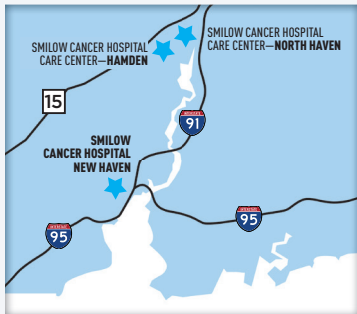 SMILOW CANCER HOSPITAL
CARE CENTER—HAMDEN
SMILOW CANCER HOSPITAL
CARE CENTER—NORTH HAVEN
15
91
SMILOW
CANCER HOSPITAL
NEW HAVEN
95
95